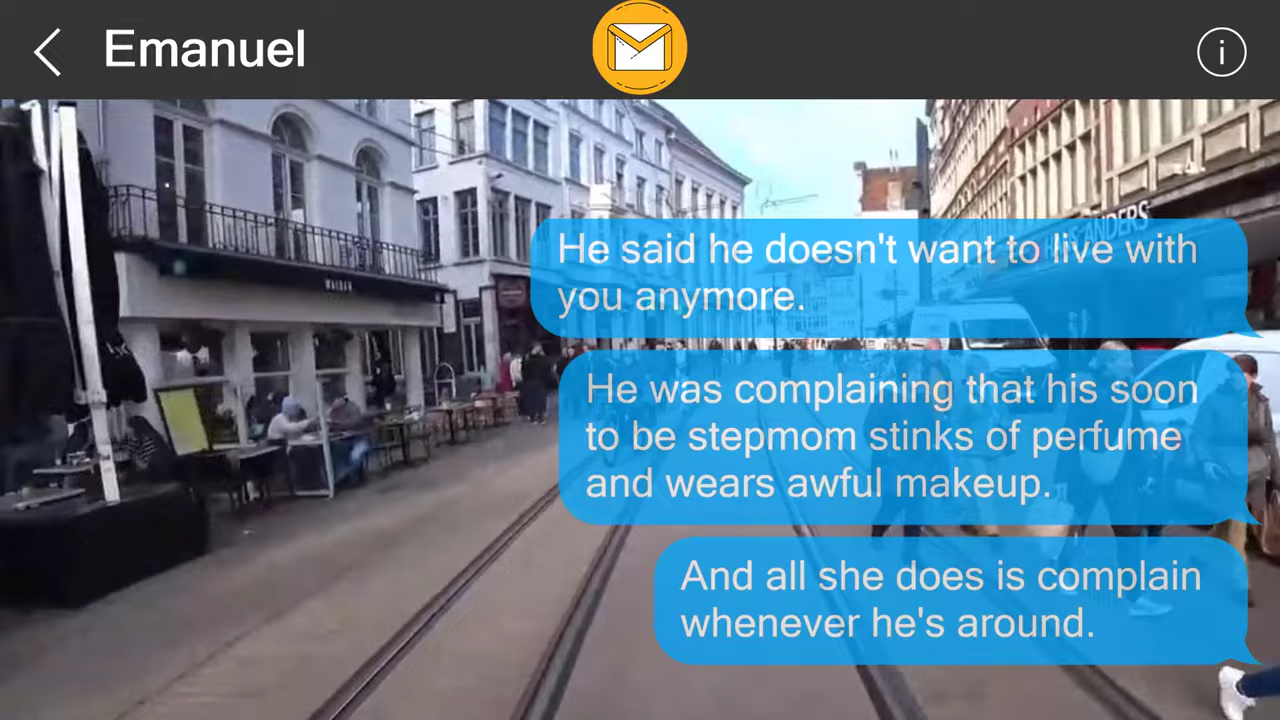 Emanuel
He said he doesn't want to live with
you anymore.
He was complaining that his soon
to be stepmom stinks of perfume
and wears awful makeup.
And all she does is complain
whenever he's around.